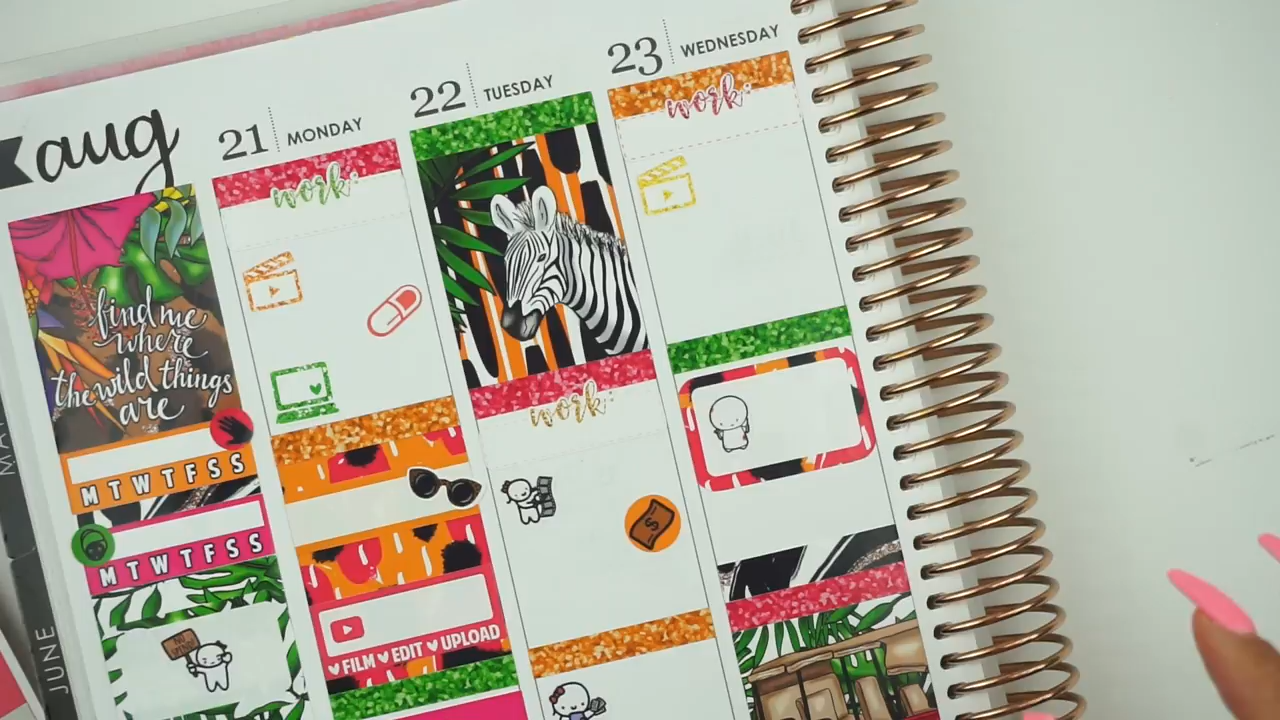 aug
21 MONDAY
22 TUESDAY
23 WEDNESDAY
work:
work:
work:
find me
where
the wild things
are
M T W T F S S
M T W T F S S
FILM EDIT UPLOAD
$
JUNE